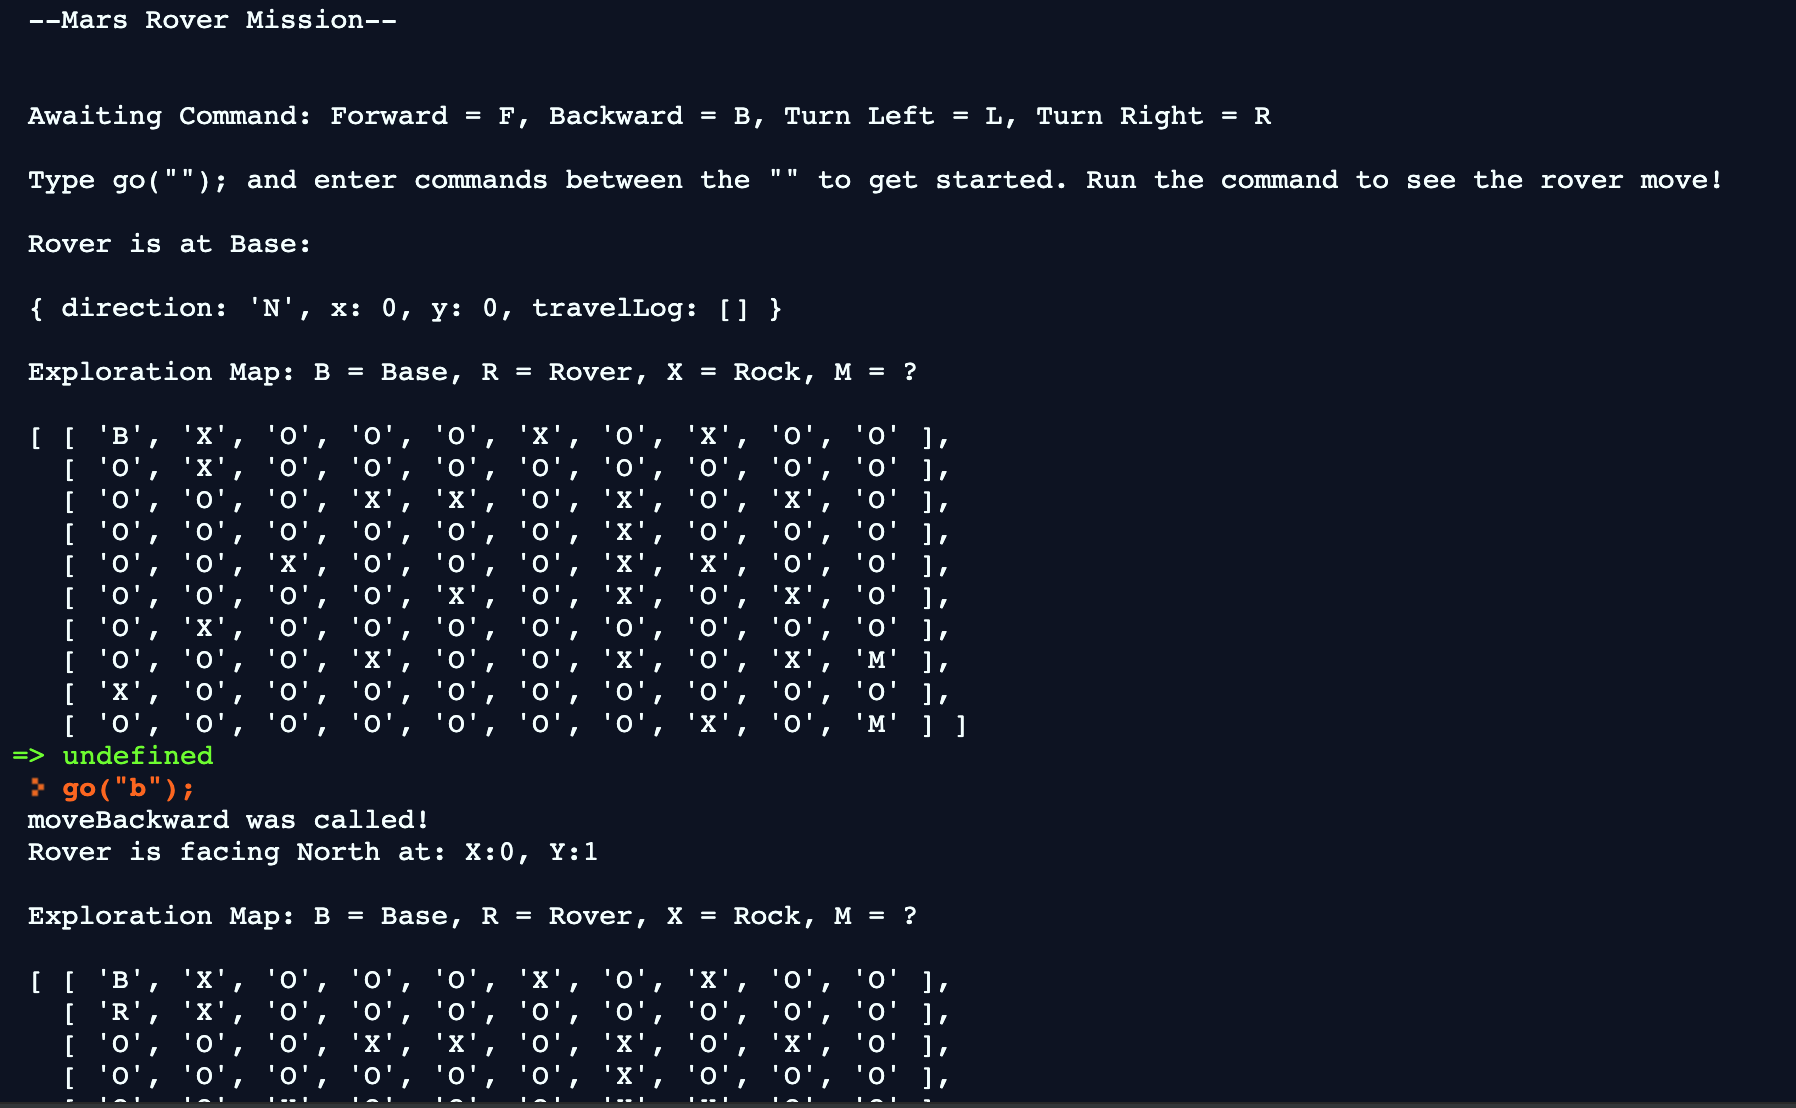 --Mars Rover Mission--
Awaiting Command: Forward = F, Backward = B, Turn Left = L, Turn Right = R
Type go(""); and enter commands between the "" to get started. Run the command to see the rover move!
Rover is at Base:
{ direction: 'N', x: 0, y: 0, travelLog: [] }
Exploration Map: B = Base, R = Rover, X = Rock, M = ?
[ [ 'B', 'X', 'O', 'O', 'O', 'X', 'O', 'X', 'O', 'O' ],
[ 'O', 'X', 'O', 'O', 'O', 'O', 'O', 'O', 'O', 'O' ],
[ 'O', 'O', 'O', 'X', 'X', 'O', 'X', 'O', 'X', 'O' ],
[ 'O', 'O', 'O', 'O', 'O', 'O', 'X', 'O', 'O', 'O' ],
[ 'O', 'O', 'X', 'O', 'O', 'O', 'X', 'X', 'O', 'O' ],
[ 'O', 'O', 'O', 'O', 'X', 'O', 'X', 'O', 'X', 'O' ],
[ 'O', 'X', 'O', 'O', 'O', 'O', 'O', 'O', 'O', 'O' ],
[ 'O', 'O', 'O', 'X', 'O', 'O', 'X', 'O', 'X', 'M' ],
[ 'X', 'O', 'O', 'O', 'O', 'O', 'O', 'O', 'O', 'O' ],
[ 'O', 'O', 'O', 'O', 'O', 'O', 'O', 'X', 'O', 'M' ] ]
=> undefined
go("b");
moveBackward was called!
Rover is facing North at: X:0, Y:1
Exploration Map: B = Base, R = Rover, X = Rock, M = ?
[ [ 'B', 'X', 'O', 'O', 'O', 'X', 'O', 'X', 'O', 'O' ],
[ 'R', 'X', 'O', 'O', 'O', 'O', 'O', 'O', 'O', 'O' ],
[ 'O', 'O', 'O', 'X', 'X', 'O', 'X', 'O', 'X', 'O' ],
[ 'O', 'O', 'O', 'O', 'O', 'O', 'X', 'O', 'O', 'O' ],